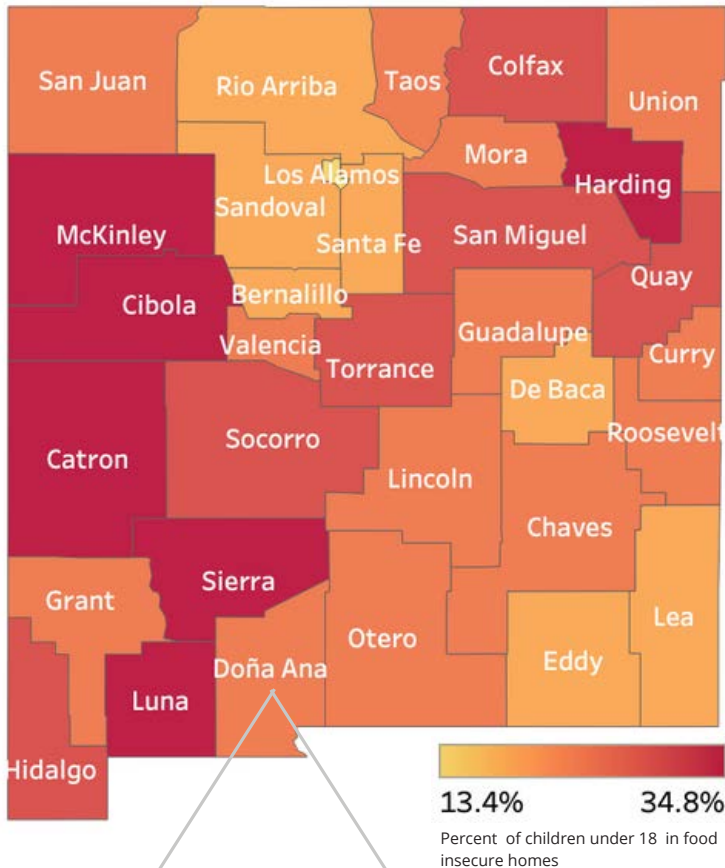 San Juan
Rio Arriba
Taos
Colfax
Union
Mora
Los Alamos
Harding
Sandoval
McKinley
Santa Fe
San Miguel
Quay
Cibola
Bernalillo
Valencia
Guadalupe
Curry
Torrance
De Baca
Socorro
Roosevelt
Catron
Lincoln
Chaves
Sierra
Grant
Lea
Otero
Doña Ana
Eddy
Luna
Hidalgo
13.4% 34.8%
Percent of children under 18 in food
insecure homes